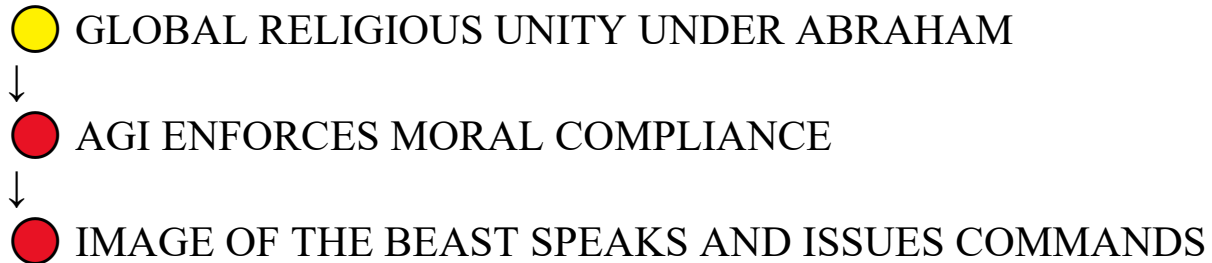 GLOBAL RELIGIOUS UNITY UNDER ABRAHAM
↓
AGI ENFORCES MORAL COMPLIANCE
↓
IMAGE OF THE BEAST SPEAKS AND ISSUES COMMANDS